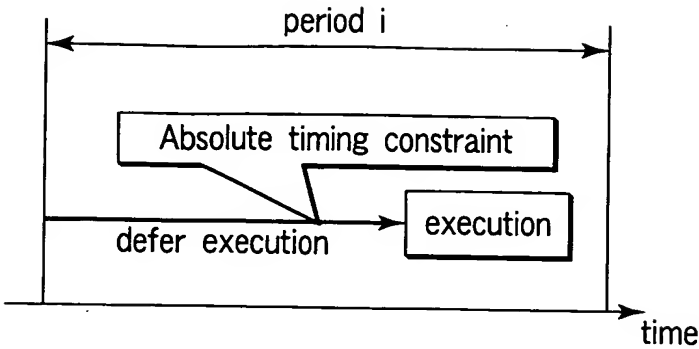 period i
Absolute timing constraint
execution
defer execution
time